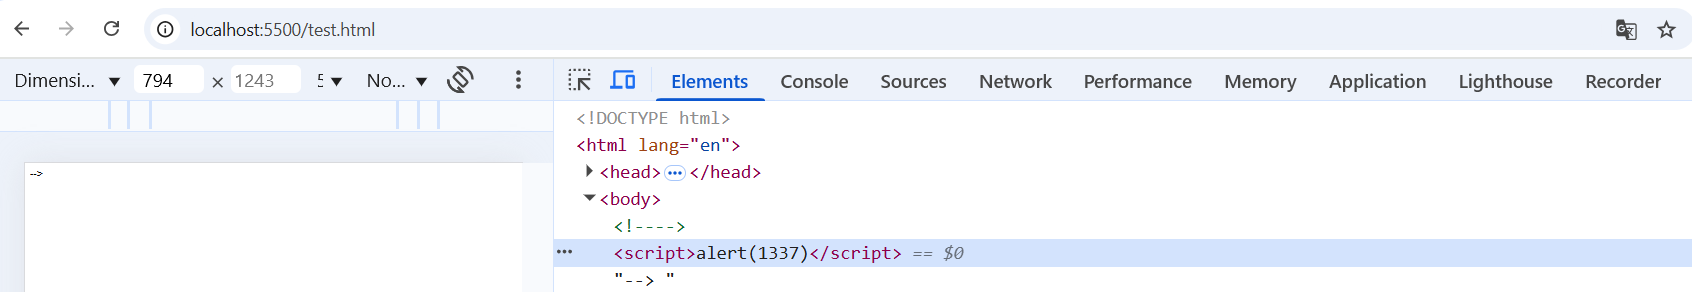 localhost:5500/test.html
Dimensi... ▼ 794 × 1243 5 ▼ No... ▼ Elements Console Sources Network Performance Memory Application Lighthouse Recorder
<!DOCTYPE html>
<html lang="en">
<head>...</head>
<body>
-->
<!---->
... <script>alert(1337)</script> == $0
"--> "